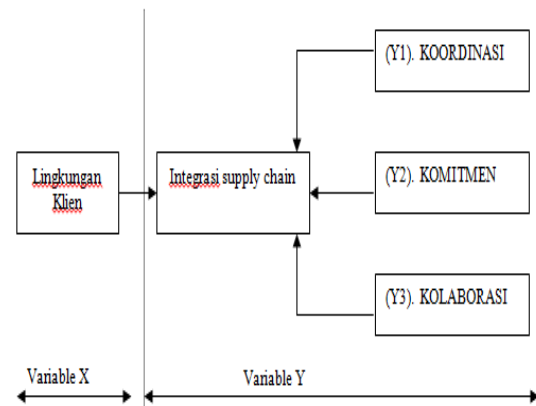 (Y1). KOORDINASI
Lingkungan
Klien
Integrasi supply chain
(Y2). KOMITMEN
(Y3). KOLABORASI
Variable X
Variable Y